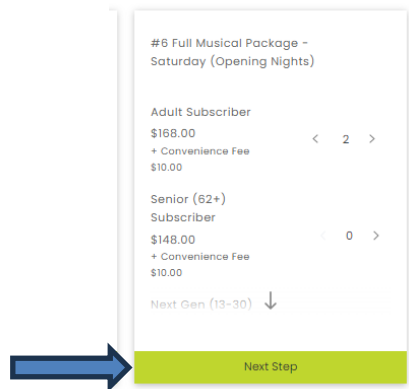 #6 Full Musical Package -
Saturday (Opening Nights)
Adult Subscriber
$168.00
+ Convenience Fee
$10.00
< 2 >
Senior (62+)
Subscriber
$148.00
+ Convenience Fee
$10.00
< 0 >
Next Gen (13-30)
Next Step